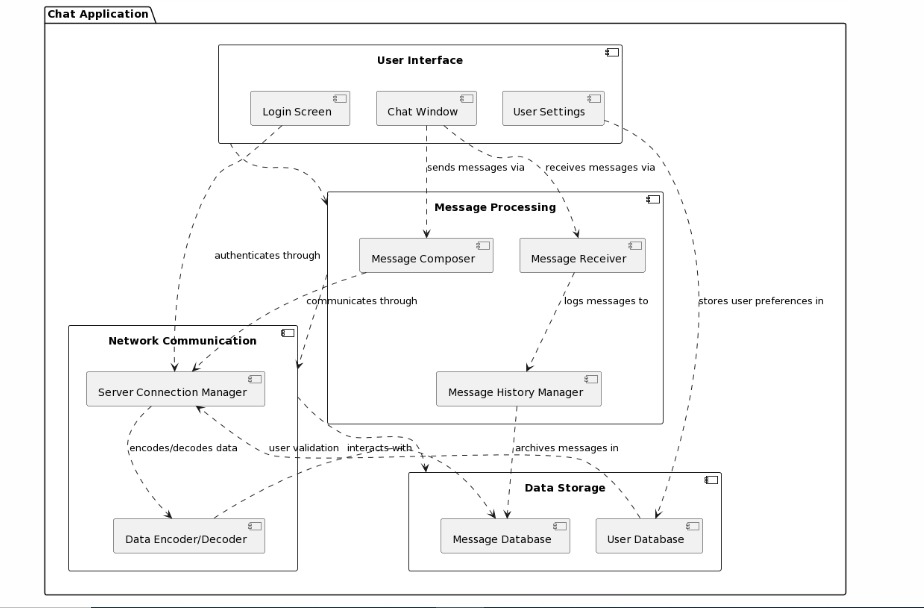 Chat Application
User Interface
Login Screen
Chat Window
User Settings
sends messages via
receives messages via
Message Processing
authenticates through
Message Composer
Message Receiver
communicates through
logs messages to
stores user preferences in
Network Communication
Server Connection Manager
Message History Manager
encodes/decodes data
user validation
interacts with
archives messages in
Data Storage
Data Encoder/Decoder
Message Database
User Database